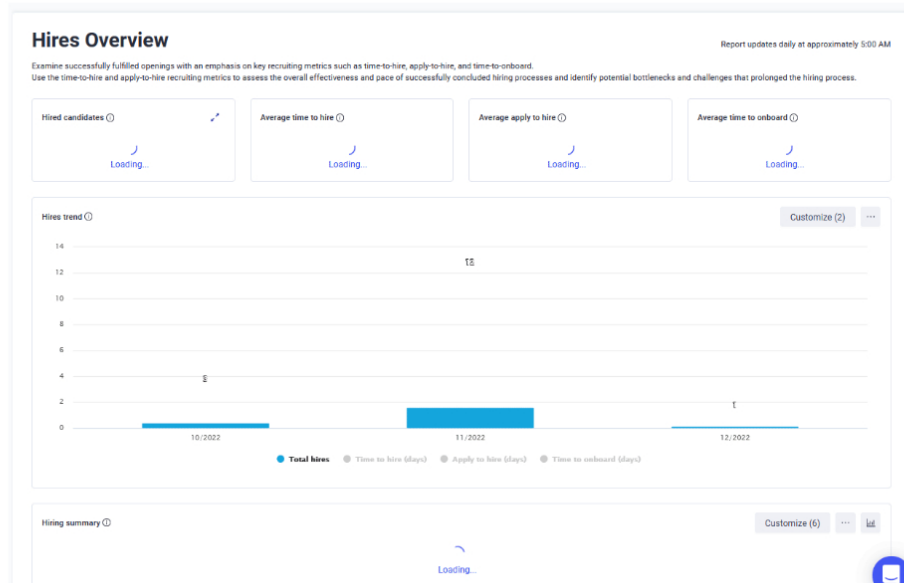 Hires Overview
Report updates daily at approximately 5:00 AM
Examine successfully fulfilled openings with an emphasis on key recruiting metrics such as time-to-hire, apply-to-hire, and time-to-onboard.
Use the time-to-hire and apply-to-hire recruiting metrics to assess the overall effectiveness and pace of successfully concluded hiring processes and identify potential bottlenecks and challenges that prolonged the hiring process.
Hired candidates
Average time to hire
Average apply to hire
Average time to onboard
Loading...
Loading...
Loading...
Loading...
Hires trend
Customize (2)
14
12
10
8
6
4
2
0
10/2022
11/2022
12/2022
Total hires
Time to hire (days)
Apply to hire (days)
Time to onboard (days)
Hiring summary
Customize (6)
Loading...